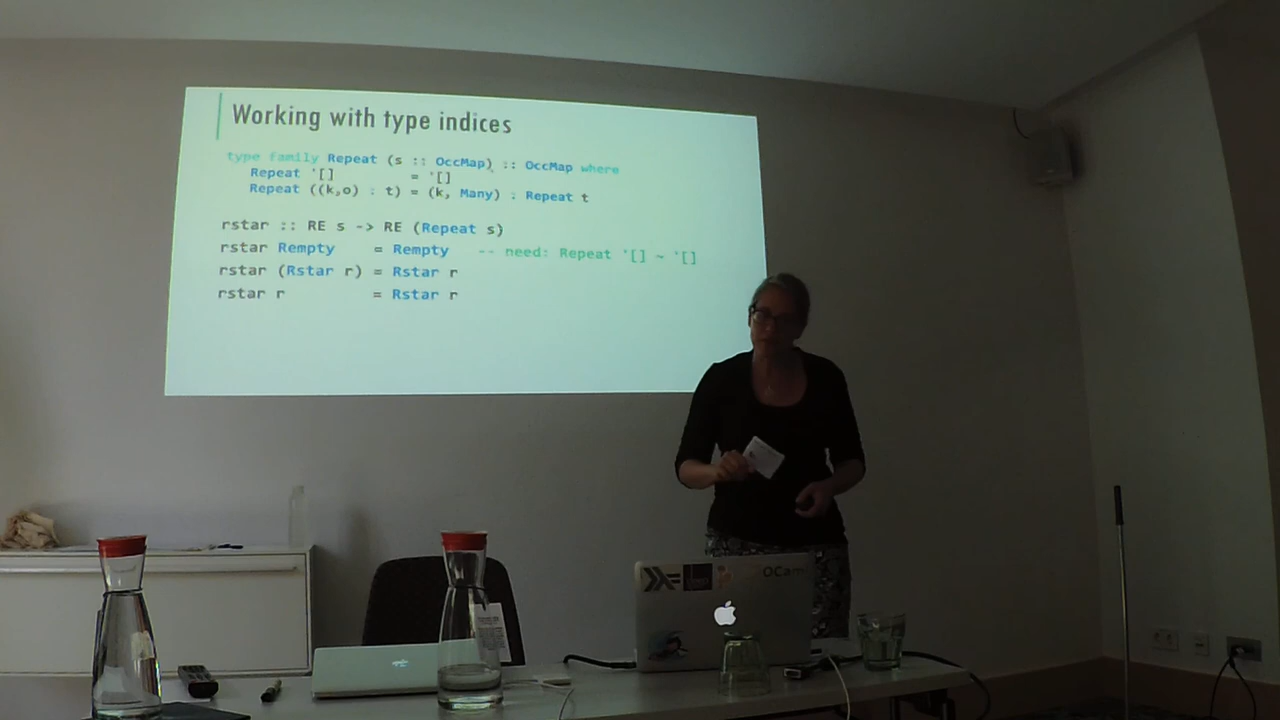 Working with type indices
type family Repeat (s :: OccMap) :: OccMap where
Repeat '[] = '[]
Repeat ((k,o) : t) = (k, Many) : Repeat t
rstar :: RE s -> RE (Repeat s)
rstar Rempty = Rempty -- need: Repeat '[] ~ '[]
rstar (Rstar r) = Rstar r
rstar r = Rstar r